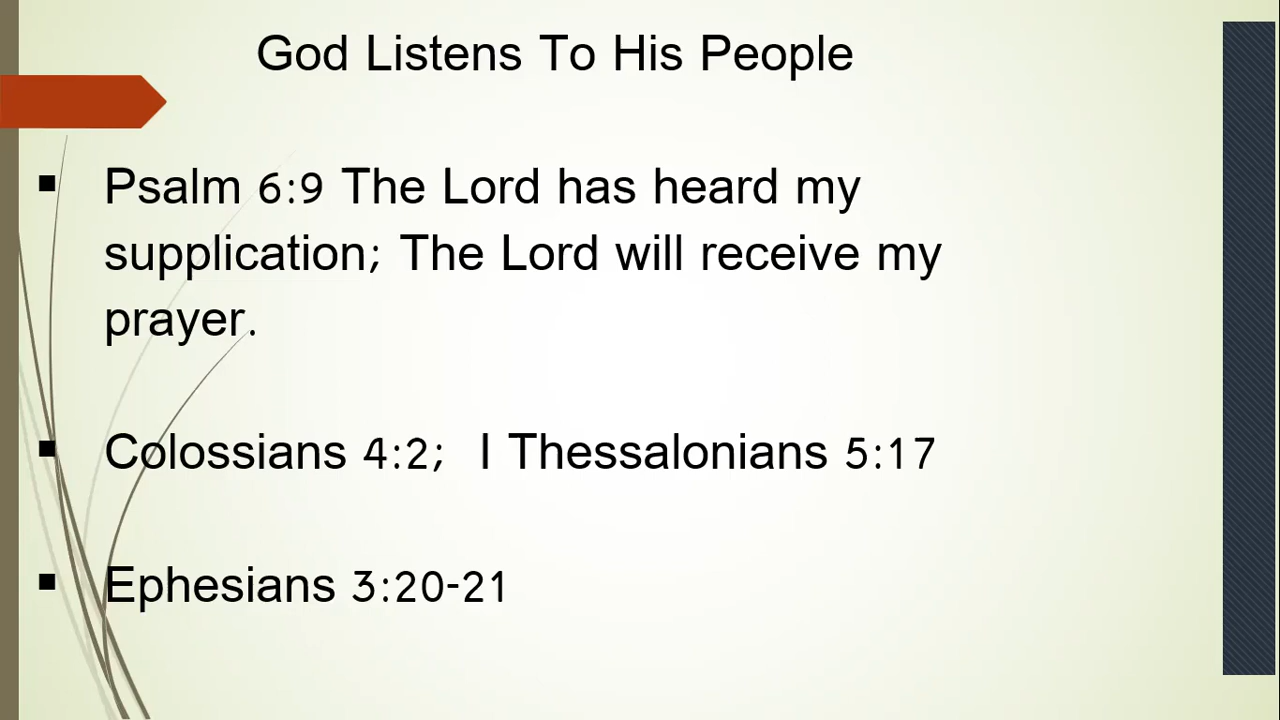 God Listens To His People
▪ Psalm 6:9 The Lord has heard my
supplication; The Lord will receive my
prayer.
▪ Colossians 4:2; I Thessalonians 5:17
▪ Ephesians 3:20-21